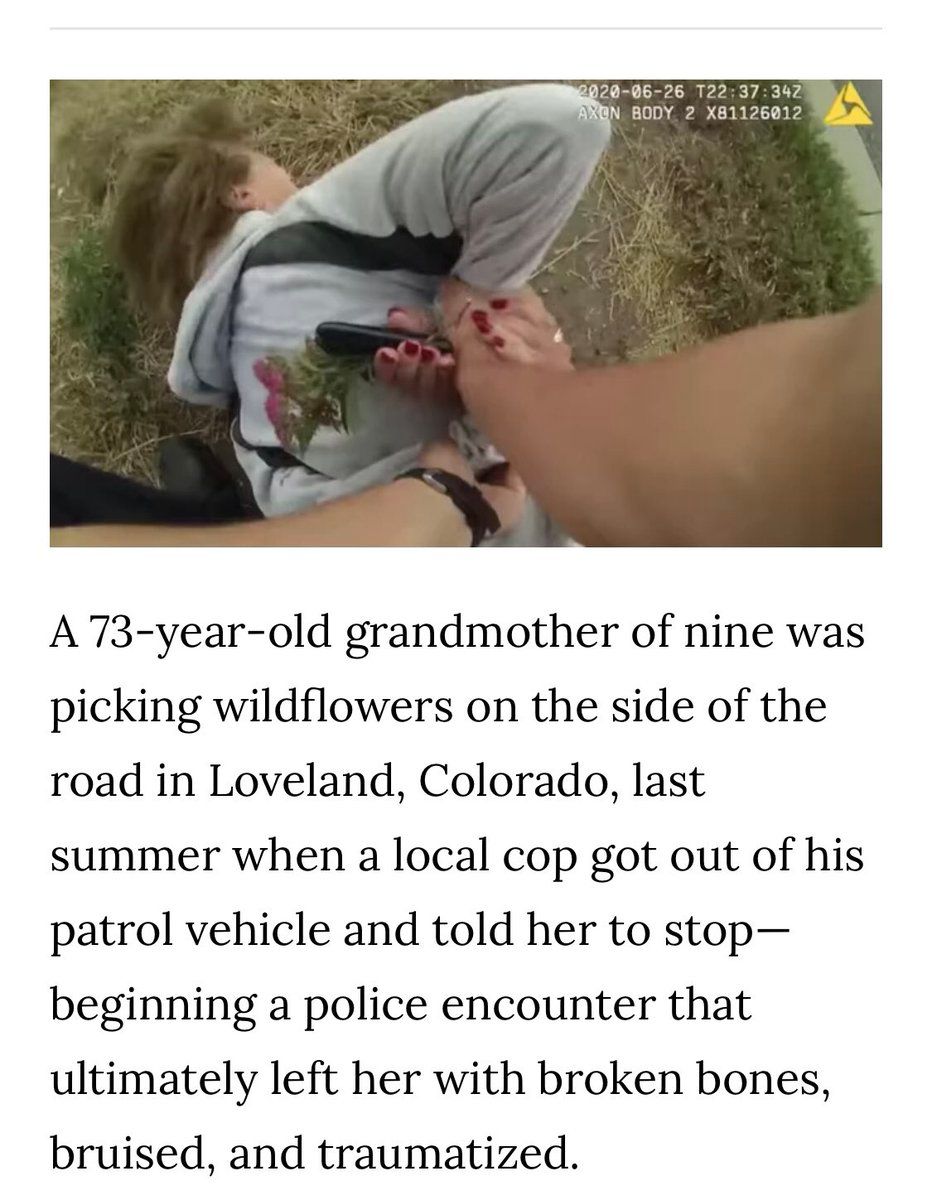 2020-06-26 T22:37:34Z
AXON BODY 2 X81126012
A 73-year-old grandmother of nine was
picking wildflowers on the side of the
road in Loveland, Colorado, last
summer when a local cop got out of his
patrol vehicle and told her to stop—
beginning a police encounter that
ultimately left her with broken bones,
bruised, and traumatized.